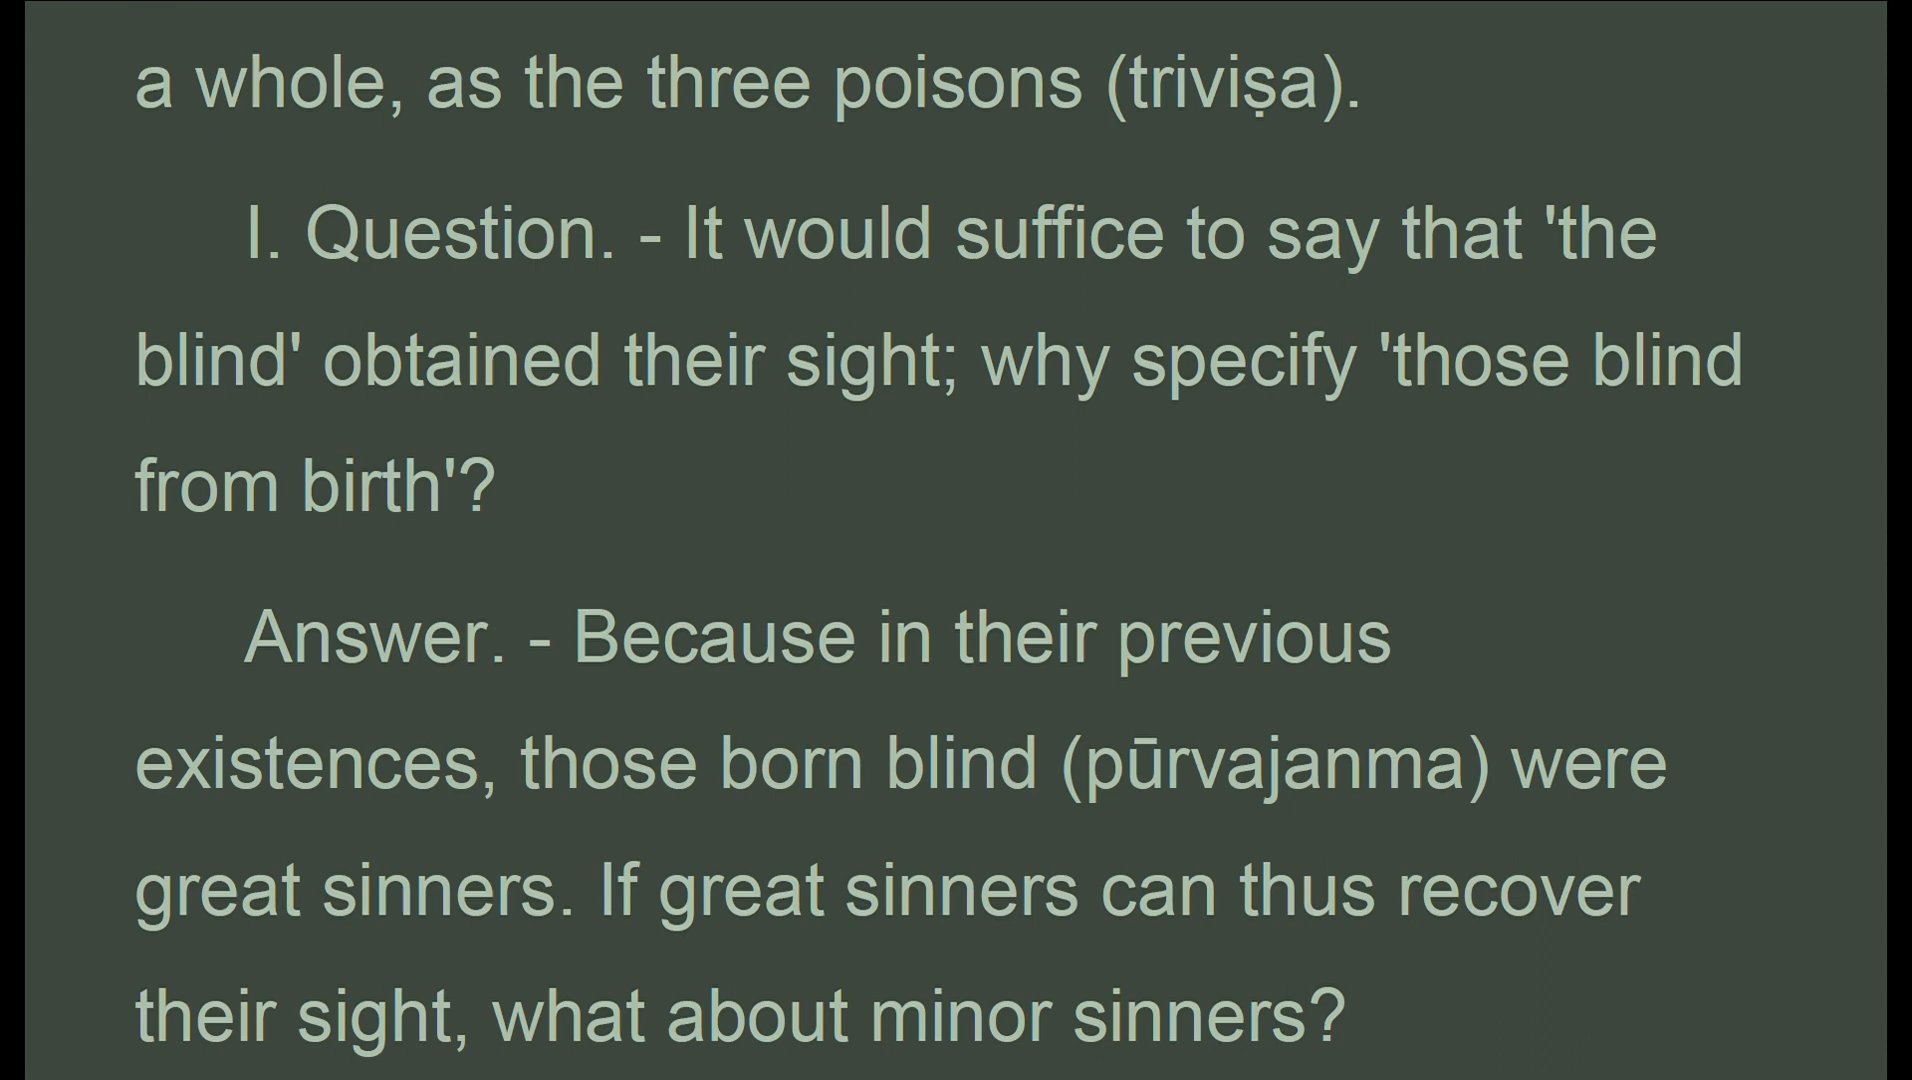 a whole, as the three poisons (triviṣa).
I. Question. - It would suffice to say that 'the
blind' obtained their sight; why specify 'those blind
from birth'?
Answer. - Because in their previous
existences, those born blind (pūrvajanma) were
great sinners. If great sinners can thus recover
their sight, what about minor sinners?